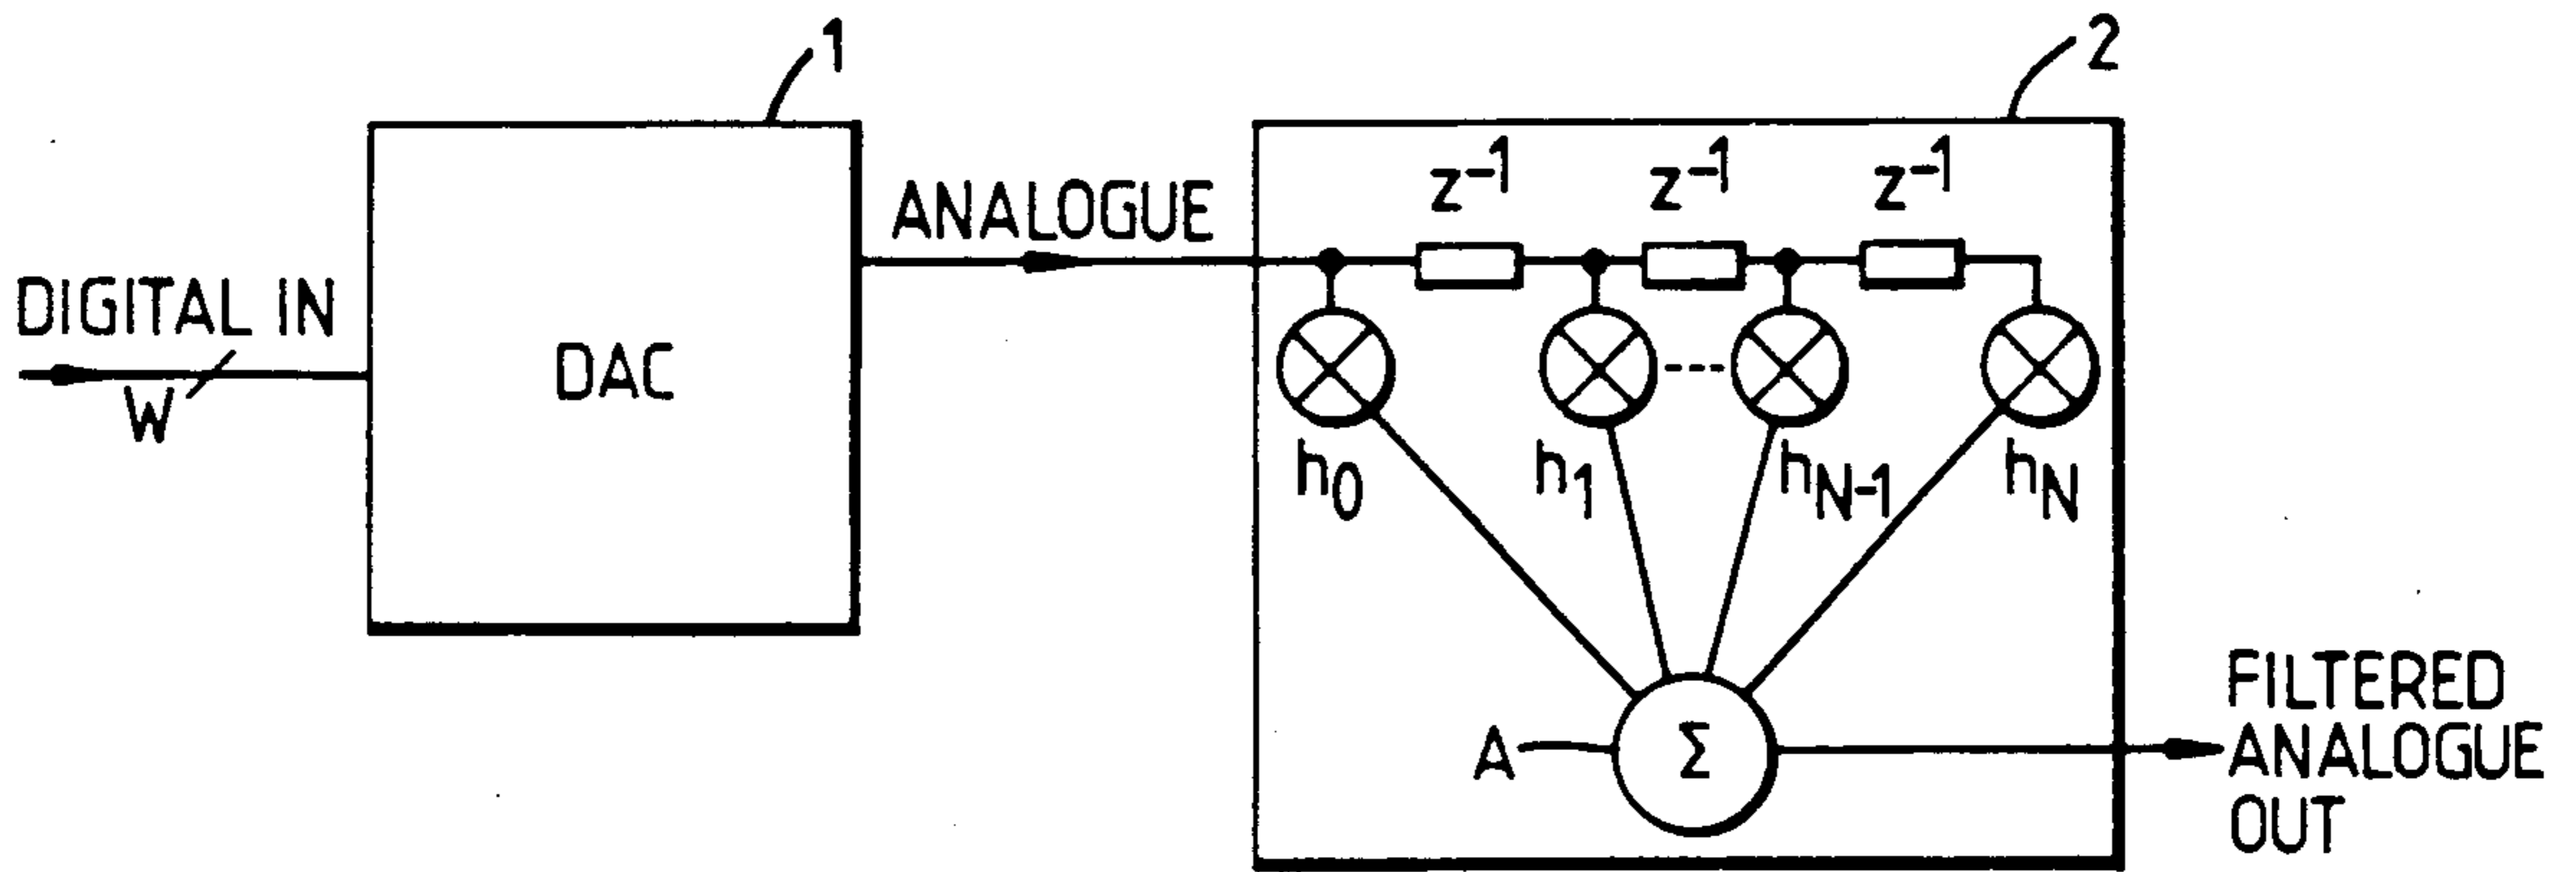 1
2
DIGITAL IN
W
DAC
ANALOGUE
z⁻¹ z⁻¹ z⁻¹
h₀ h₁ hN-1 hN
A
Σ
FILTERED
ANALOGUE
OUT